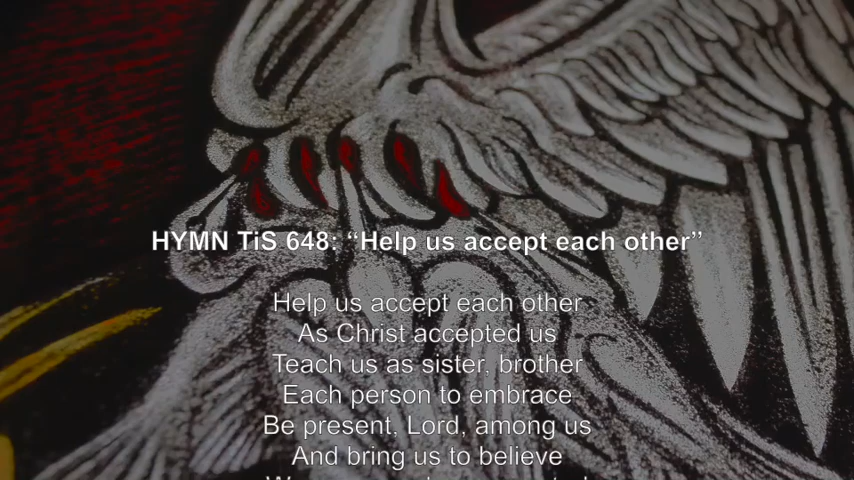 HYMN TiS 648: “Help us accept each other”
Help us accept each other
As Christ accepted us
Teach us as sister, brother
Each person to embrace
Be present, Lord, among us
And bring us to believe